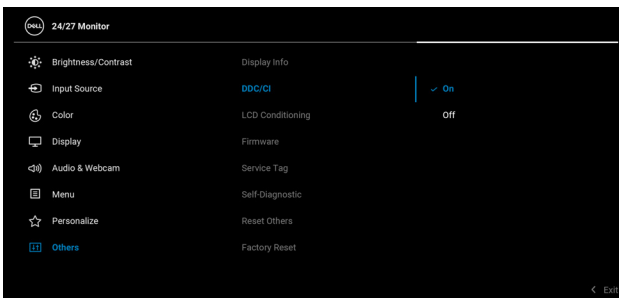 DELL 24/27 Monitor
Brightness/Contrast Display Info
Input Source DDC/CI On
Color LCD Conditioning Off
Display Firmware
Audio & Webcam Service Tag
Menu Self-Diagnostic
Personalize Reset Others
Others Factory Reset
Exit